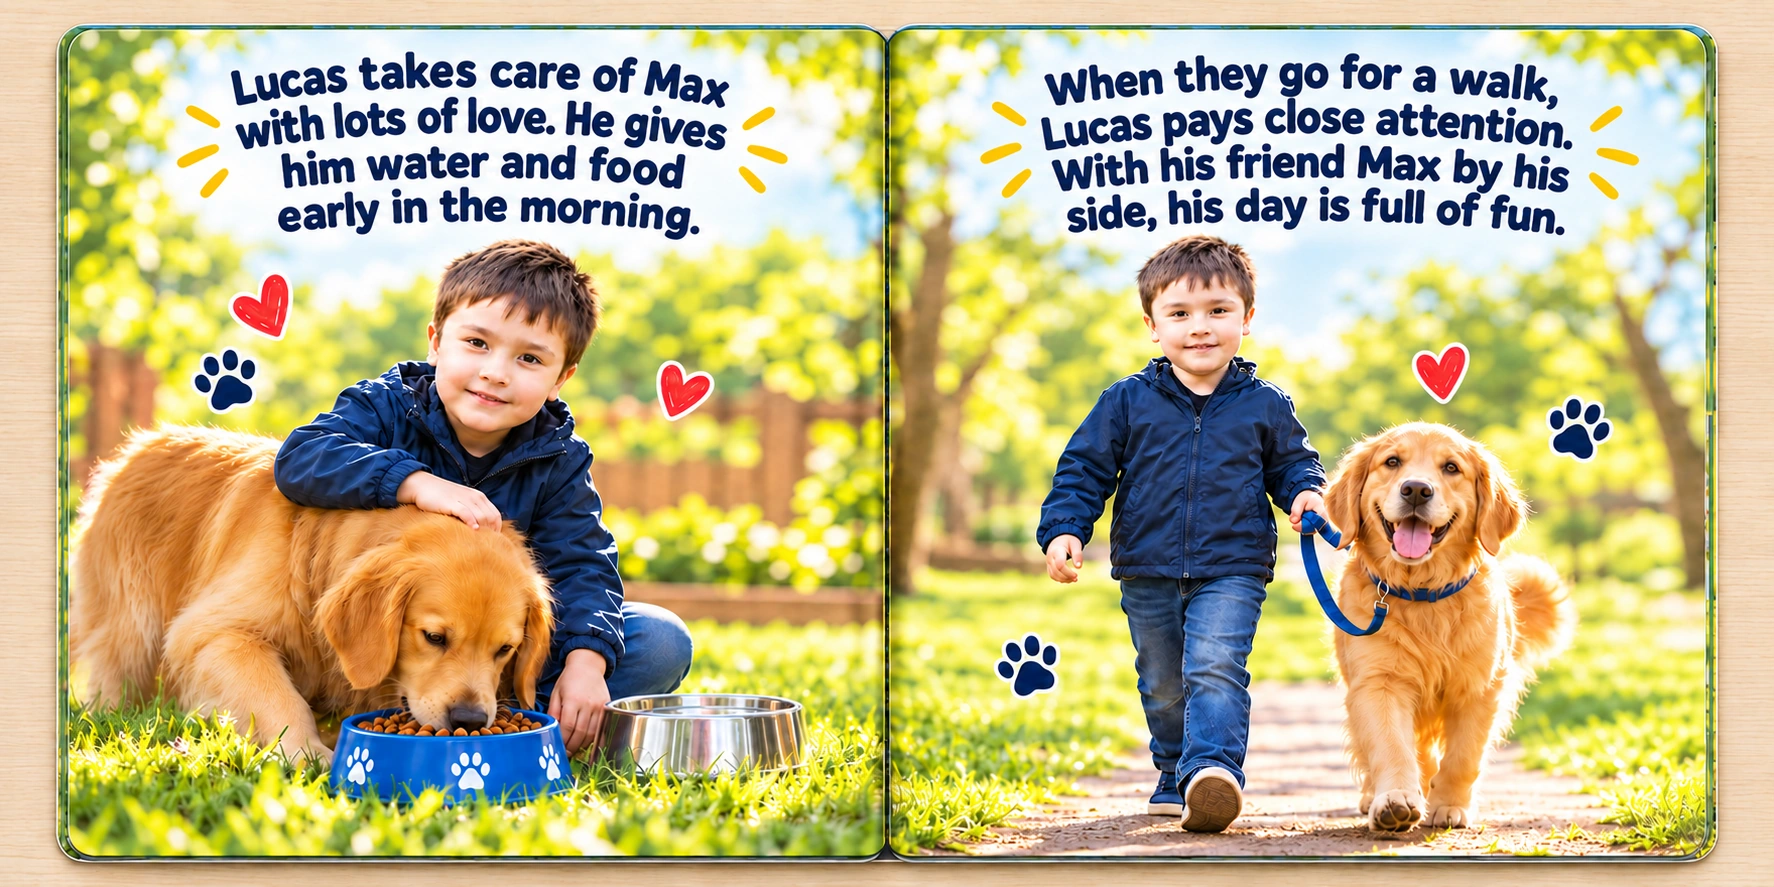 Lucas takes care of Max
with lots of love. He gives
him water and food
early in the morning.
When they go for a walk,
Lucas pays close attention.
With his friend Max by his
side, his day is full of fun.